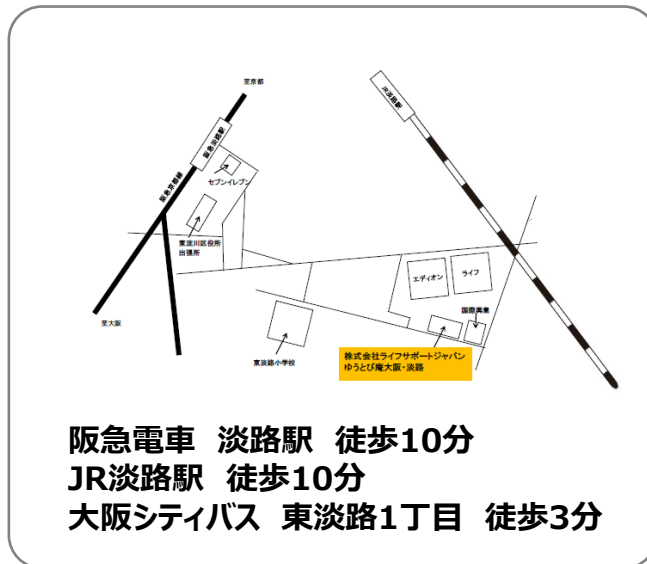 至京都
JR淡路駅
阪急淡路駅
セブンイレブン
阪急京都線
東淀川区役所
出張所
エディオン
ライフ
国際興業
至大阪
東淡路小学校
株式会社ライフサポートジャパン
ゆうとぴ庵大阪・淡路
阪急電車 淡路駅 徒歩10分
JR淡路駅 徒歩10分
大阪シティバス 東淡路1丁目 徒歩3分